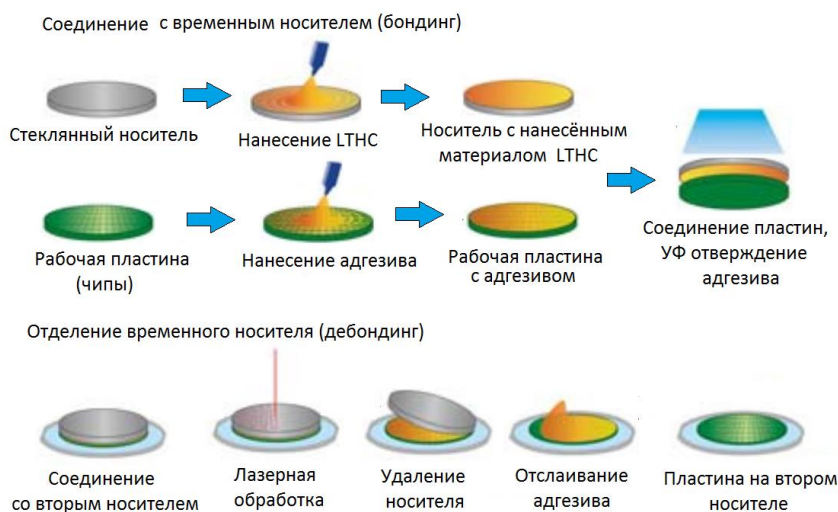 Соединение с временным носителем (бондинг)
Стеклянный носитель
Нанесение LTHC
Носитель с нанесённым
материалом LTHC
Рабочая пластина
(чипы)
Нанесение адгезива
Рабочая пластина
с адгезивом
Соединение пластин,
УФ отверждение
адгезива
Отделение временного носителя (дебондинг)
Соединение
со вторым носителем
Лазерная
обработка
Удаление
носителя
Отслаивание
адгезива
Пластина на втором
носителе